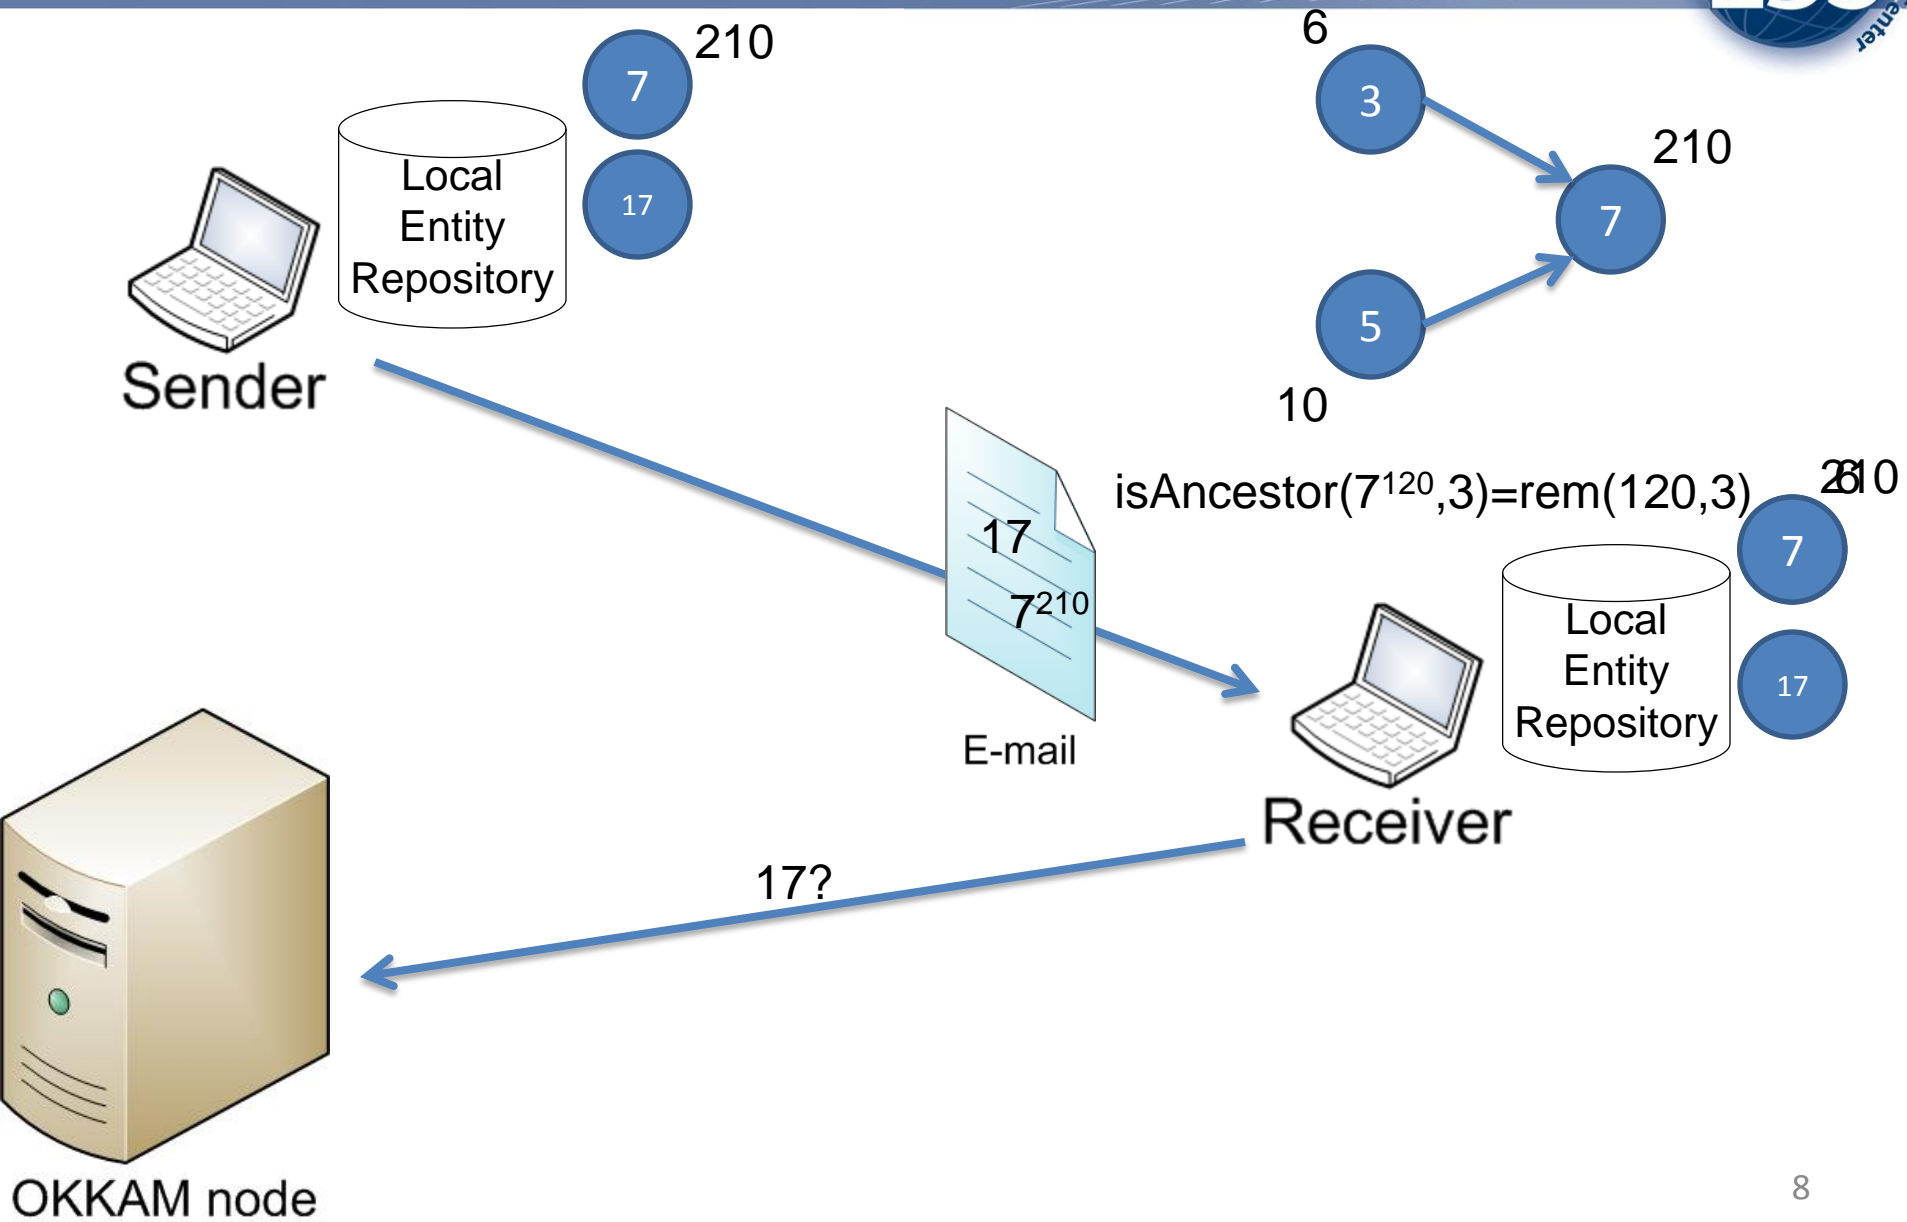 210
7
17
Local
Entity
Repository
Sender
6
3
210
7
5
10
isAncestor(7¹²⁰,3)=rem(120,3)
17
7²¹⁰
E-mail
7
17
Local
Entity
Repository
Receiver
17?
OKKAM node
8
enter